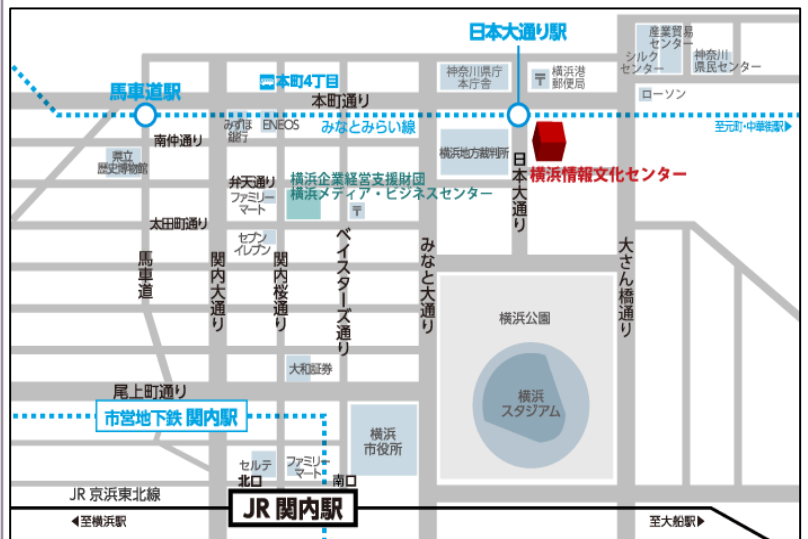 日本大通り駅
産業貿易
センター
シルク
センター
神奈川
県民センター
神奈川県庁
本庁舎
〒
横浜港
郵便局
本町4丁目
馬車道駅
ローソン
本町通り
みずほ
銀行
ENEOS
みなとみらい線
至元町・中華街駅▶
南仲通り
県立
歴史博物館
横浜地方裁判所
日本大通り
横浜情報文化センター
弁天通り
ファミリー
マート
横浜企業経営支援財団
横浜メディア・ビジネスセンター
〒
太田町通り
セブン
イレブン
馬車道
関内大通り
関内桜通り
ベイスターズ通り
みなと大通り
大さん橋通り
横浜公園
横浜
スタジアム
大和証券
尾上町通り
市営地下鉄 関内駅
横浜
市役所
セルテ
ファミリー
マート
北口
南口
JR 京浜東北線
JR 関内駅
◀至横浜駅
至大船駅▶